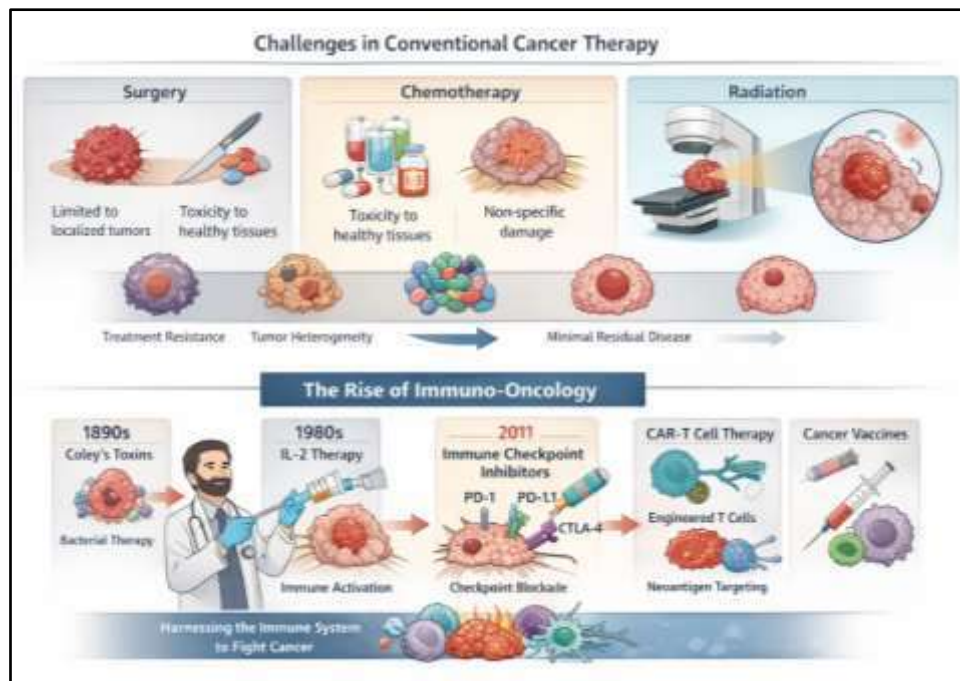 Challenges in Conventional Cancer Therapy
Surgery
Limited to
localized tumors
Toxicity to
healthy tissues
Chemotherapy
Toxicity to
healthy tissues
Non-specific
damage
Radiation
Treatment Resistance
Tumor Heterogeneity
Minimal Residual Disease
The Rise of Immuno-Oncology
1890s
Coley's Toxins
Bacterial Therapy
1980s
IL-2 Therapy
Immune Activation
2011
Immune Checkpoint
Inhibitors
PD-1
PD-1.1
CTLA-4
Checkpoint Blockade
CAR-T Cell Therapy
Engineered T Cells
Neoantigen Targeting
Cancer Vaccines
Harnessing the Immune System
to Fight Cancer